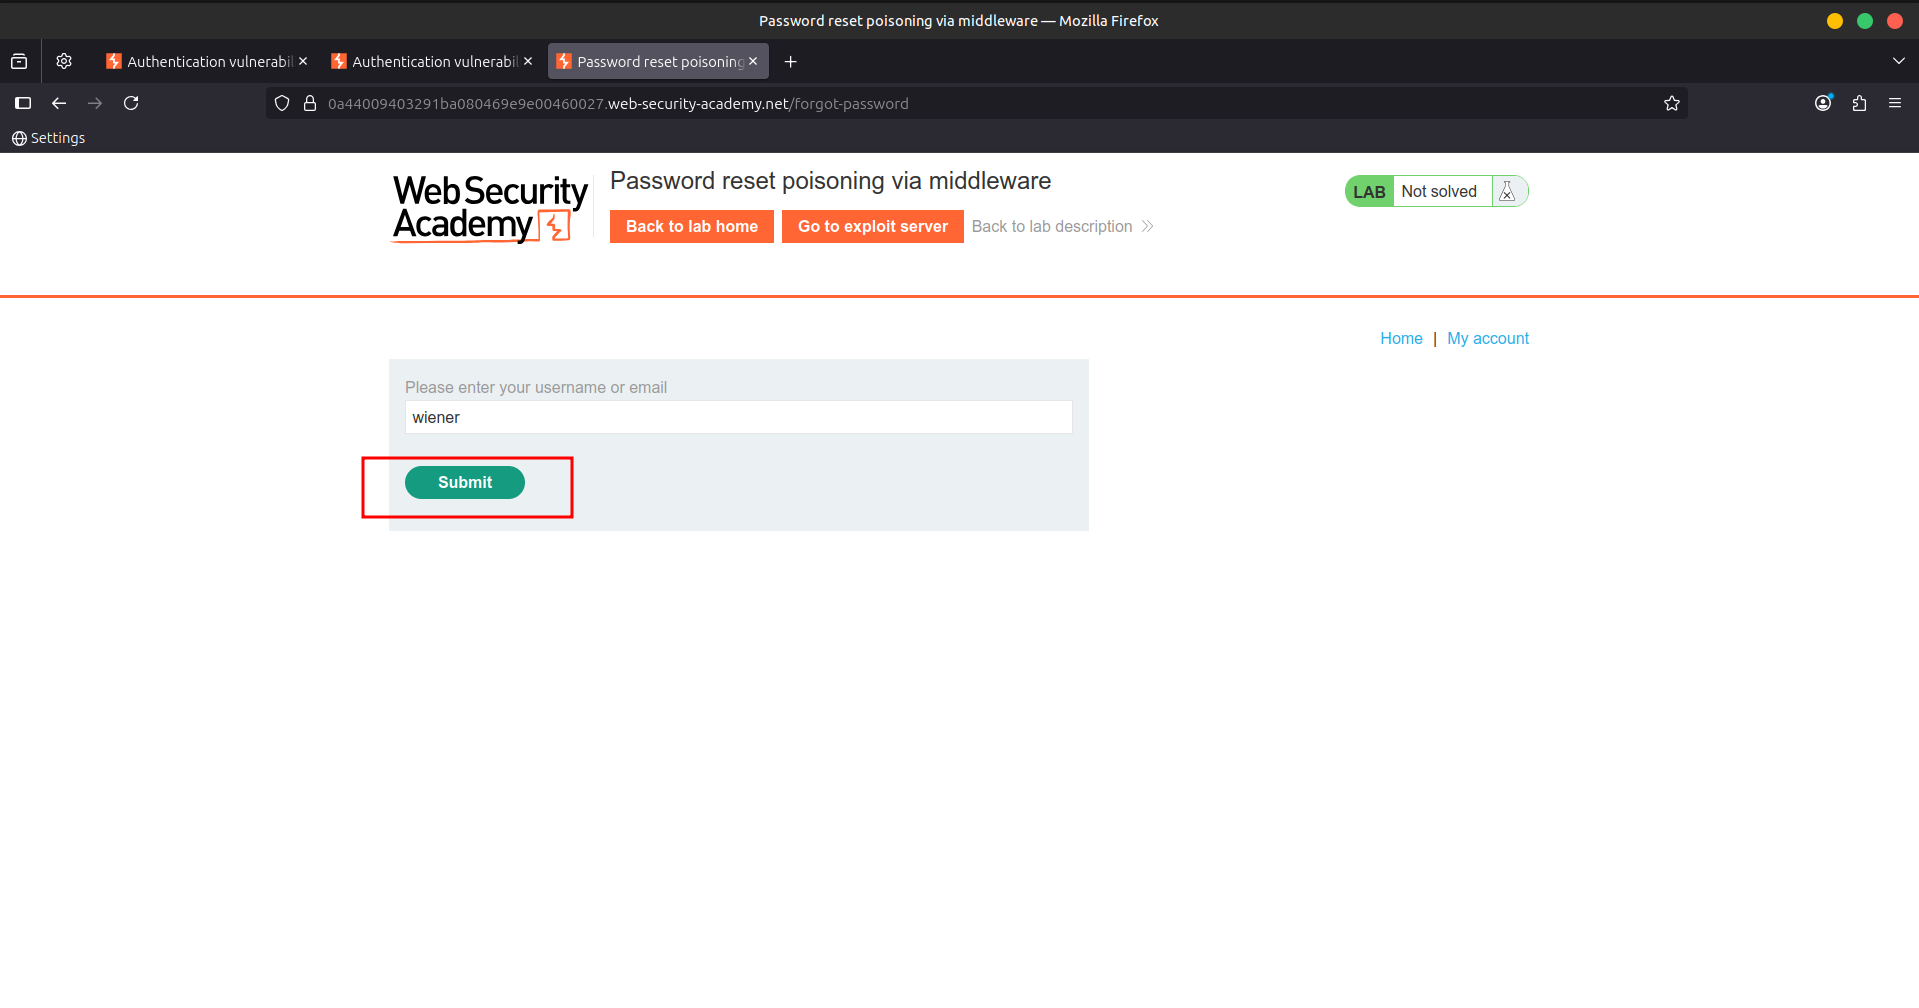 Password reset poisoning via middleware — Mozilla Firefox
Authentication vulnerabil
Authentication vulnerabil
Password reset poisoning
0a44009403291ba080469e9e00460027.web-security-academy.net/forgot-password
Settings
Web Security
Academy
Password reset poisoning via middleware
Back to lab home
Go to exploit server
Back to lab description
LAB
Not solved
Home | My account
Please enter your username or email
wiener
Submit